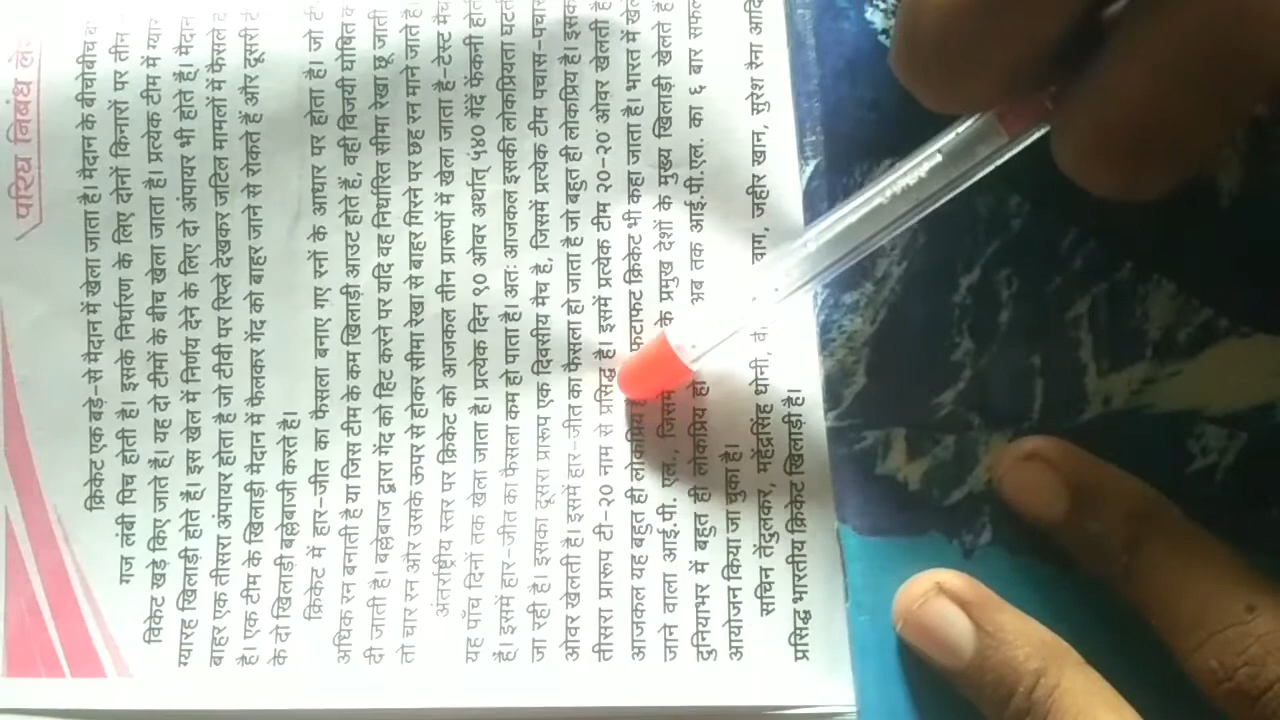 परिघ निबंध
क्रिकेट एक बड़े-से मैदान में खेला जाता है। मैदान के बीचोबीच
गज लंबी पिच होती है। इसके निर्धारण के लिए दोनों किनारों पर तीन
विकेट खड़े किए जाते हैं। यह दो टीमों के बीच खेला जाता है। प्रत्येक टीम में
ग्यारह खिलाड़ी होते हैं। इस खेल में निर्णय देने के लिए दो अंपायर भी होते हैं। मैदान
बाहर एक तीसरा अंपायर होता है जो टीवी पर रिप्ले देखकर जटिल मामलों में फैसले
है। एक टीम के खिलाड़ी मैदान में फैलकर गेंद को बाहर जाने से रोकते हैं और दूसरी
के दो खिलाड़ी बल्लेबाजी करते हैं।
क्रिकेट में हार-जीत का फैसला बनाए गए रनों के आधार पर होता है। जो
अधिक रन बनाती है या जिस टीम के कम खिलाड़ी आउट होते हैं, वही विजयी घोषित
दी जाती है। बल्लेबाज द्वारा गेंद को हिट करने पर यदि वह निर्धारित सीमा रेखा छू जाती
तो चार रन और उसके ऊपर से होकर सीमा रेखा से बाहर गिरने पर छह रन माने जाते हैं।
अंतर्राष्ट्रीय स्तर पर क्रिकेट को आजकल तीन प्रारूपों में खेला जाता है-टेस्ट मैच
यह पाँच दिनों तक खेला जाता है। प्रत्येक दिन ९० ओवर अर्थात् ५४० गेंदें फेंकनी
है। इसमें हार-जीत का फैसला कम हो पाता है। अतः आजकल इसकी लोकप्रियता घटती
जा रही है। इसका दूसरा प्रारूप एक दिवसीय मैच है, जिसमें प्रत्येक टीम पचास-पचास
ओवर खेलती है। इसमें हार-जीत का फैसला हो जाता है जो बहुत ही लोकप्रिय है। इसका
तीसरा प्रारूप टी-२० नाम से प्रसिद्ध है। इसमें प्रत्येक टीम २०-२० ओवर खेलती है
आजकल यह बहुत ही लोकप्रिय फटाफट क्रिकेट भी कहा जाता है। भारत में
जाने वाला आई.पी. एल., के प्रमुख देशों के मुख्य खिलाड़ी खेलते हैं
दुनियाभर में बहुत ही लोकप्रिय अब तक आई.पी.एल. का ६ बार सफल
आयोजन किया जा चुका है।
सचिन तेंदुलकर, महेंद्रसिंह धोनी, जहीर खान, सुरेश रैना आदि
प्रसिद्ध भारतीय क्रिकेट खिलाड़ी हैं।